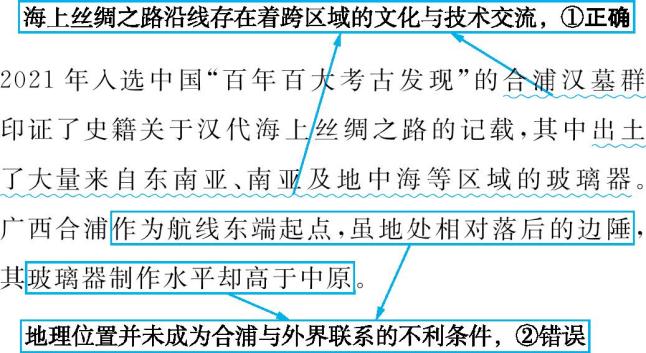 海上丝绸之路沿线存在着跨区域的文化与技术交流，①正确
2021年入选中国“百年百大考古发现”的合浦汉墓群
印证了史籍关于汉代海上丝绸之路的记载，其中出土
了大量来自东南亚、南亚及地中海等区域的玻璃器。
广西合浦作为航线东端起点，虽地处相对落后的边陲，
其玻璃器制作水平却高于中原。
地理位置并未成为合浦与外界联系的不利条件，②错误